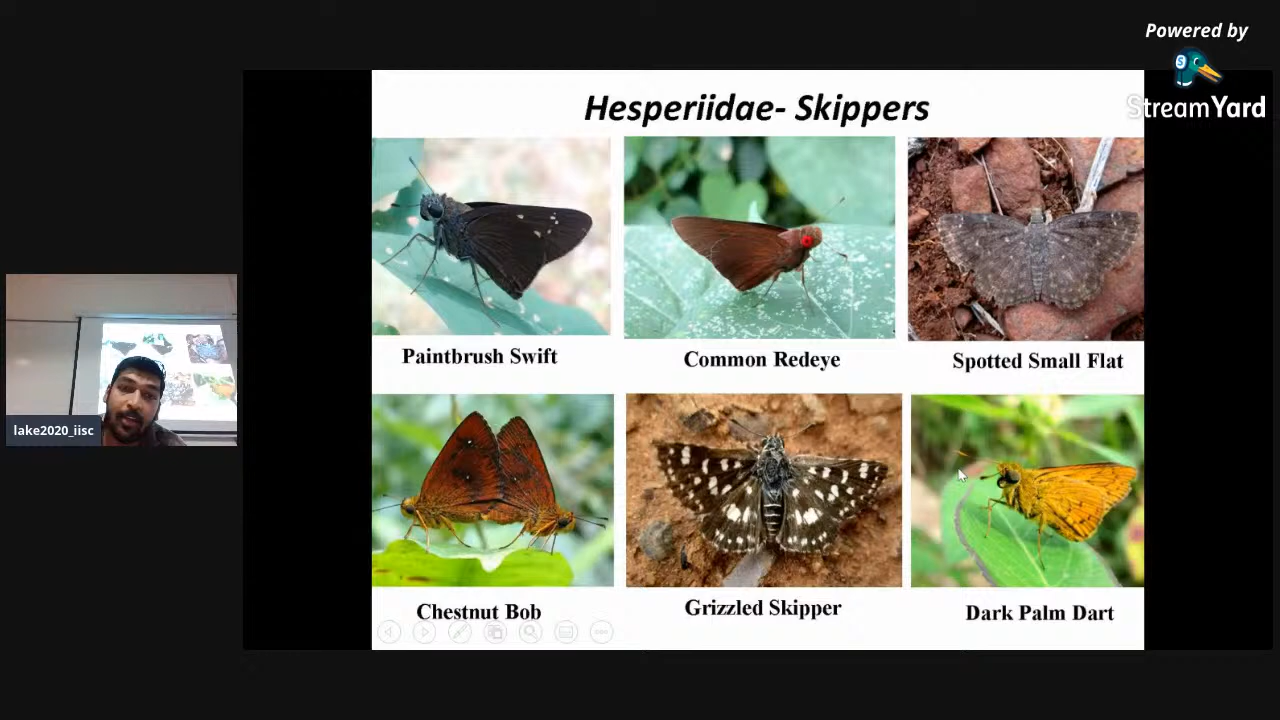 Powered by
StreamYard
Hesperiidae- Skippers
Paintbrush Swift
Common Redeye
Spotted Small Flat
lake2020_iisc
Chestnut Bob
Grizzled Skipper
Dark Palm Dart